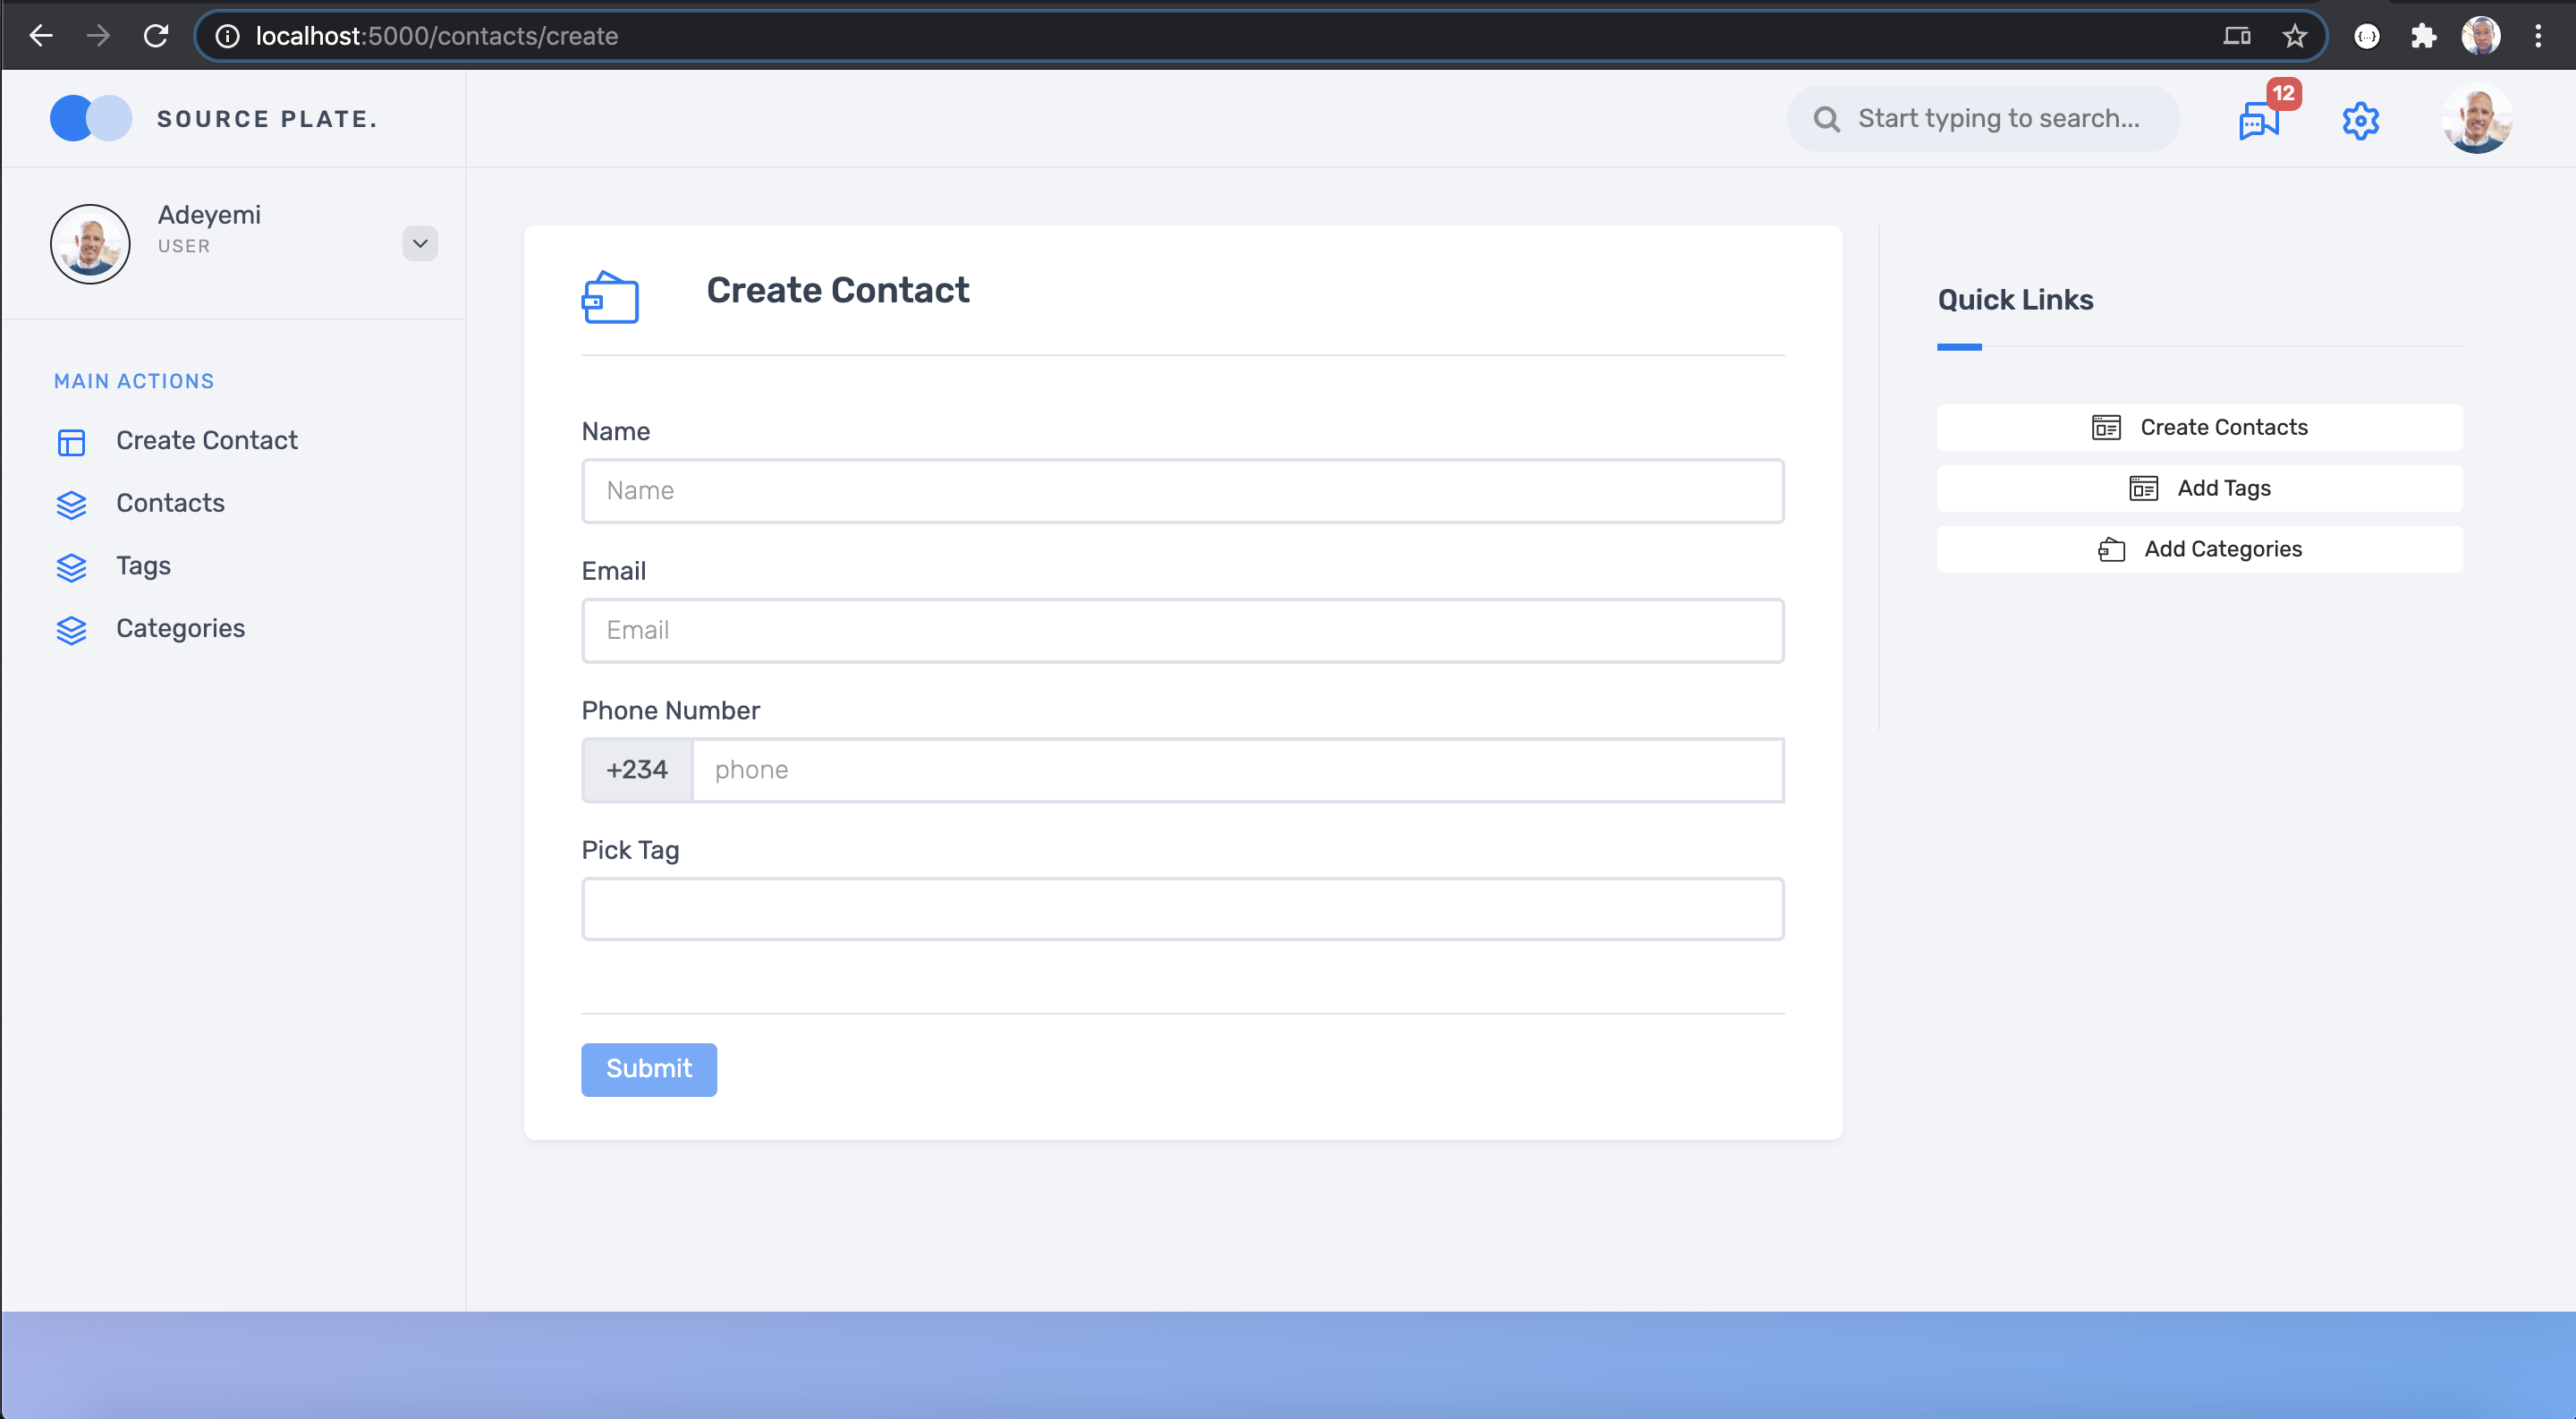 localhost:5000/contacts/create
SOURCE PLATE.
Start typing to search...
12
Adeyemi
USER
MAIN ACTIONS
Create Contact
Contacts
Tags
Categories
Create Contact
Name
Name
Email
Email
Phone Number
+234 phone
Pick Tag
Submit
Quick Links
Create Contacts
Add Tags
Add Categories